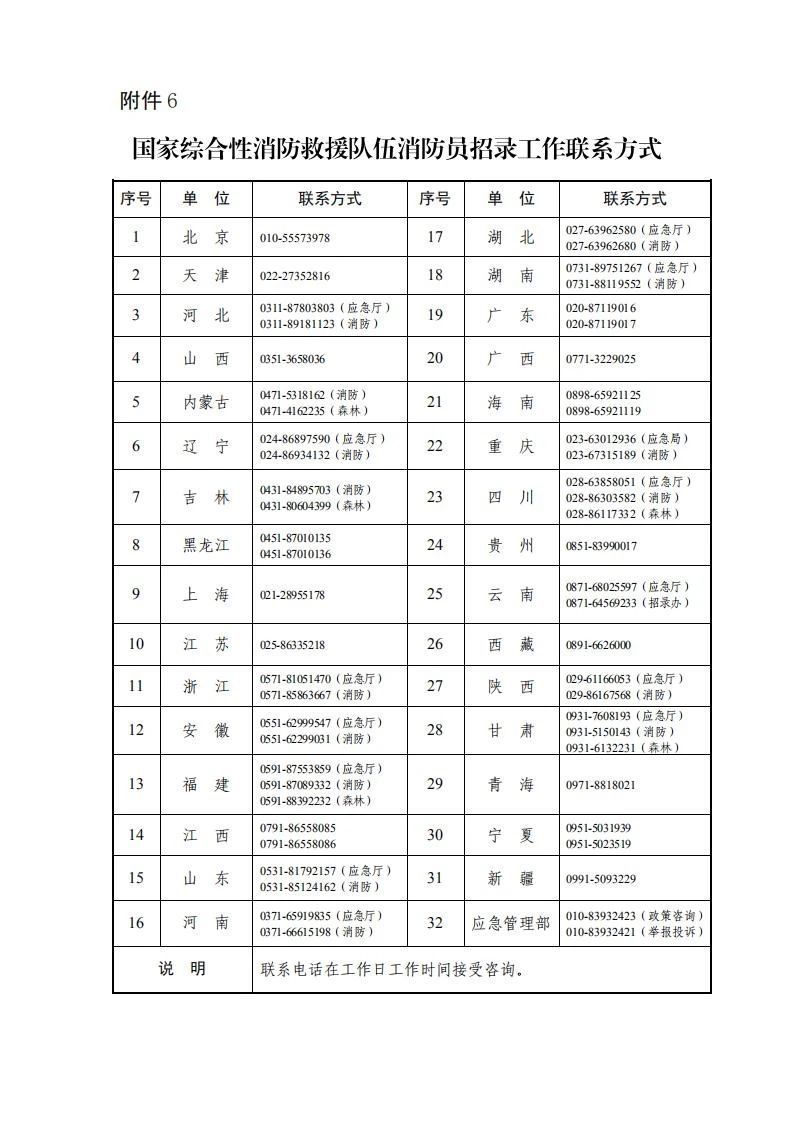 附件 6
国家综合性消防救援队伍消防员招录工作联系方式
序号 单 位 联系方式 序号 单 位 联系方式
1 北 京 010-55573978 17 湖 北 027-63962580（应急厅）
027-63962680（消防）
2 天 津 022-27352816 18 湖 南 0731-89751267（应急厅）
0731-88119552（消防）
3 河 北 0311-87803803（应急厅） 19 广 东 020-87119016
0311-89181123（消防） 020-87119017
4 山 西 0351-3658036 20 广 西 0771-3229025
5 内蒙古 0471-5318162（消防） 21 海 南 0898-65921125
0471-4162235（森林） 0898-65921119
6 辽 宁 024-86897590（应急厅） 22 重 庆 023-63012936（应急局）
024-86934132（消防） 023-67315189（消防）
7 吉 林 0431-84895703（消防） 23 四 川 028-63858051（应急厅）
0431-80604399（森林） 028-86303582（消防）
028-86117332（森林）
8 黑龙江 0451-87010135 24 贵 州 0851-83990017
0451-87010136
9 上 海 021-28955178 25 云 南 0871-68025597（应急厅）
0871-64569233（招录办）
10 江 苏 025-86335218 26 西 藏 0891-6626000
11 浙 江 0571-81051470（应急厅） 27 陕 西 029-61166053（应急厅）
0571-85863667（消防） 029-86167568（消防）
12 安 徽 0551-62999547（应急厅） 28 甘 肃 0931-7608193（应急厅）
0551-62299031（消防） 0931-5150143（消防）
0931-6132231（森林）
13 福 建 0591-87553859（应急厅） 29 青 海 0971-8818021
0591-87089332（消防）
0591-88392232（森林）
14 江 西 0791-86558085 30 宁 夏 0951-5031939
0791-86558086 0951-5023519
15 山 东 0531-81792157（应急厅） 31 新 疆 0991-5093229
0531-85124162（消防）
16 河 南 0371-65919835（应急厅） 32 应急管理部 010-83932423（政策咨询）
0371-66615198（消防） 010-83932421（举报投诉）
说 明 联系电话在工作日工作时间接受咨询。